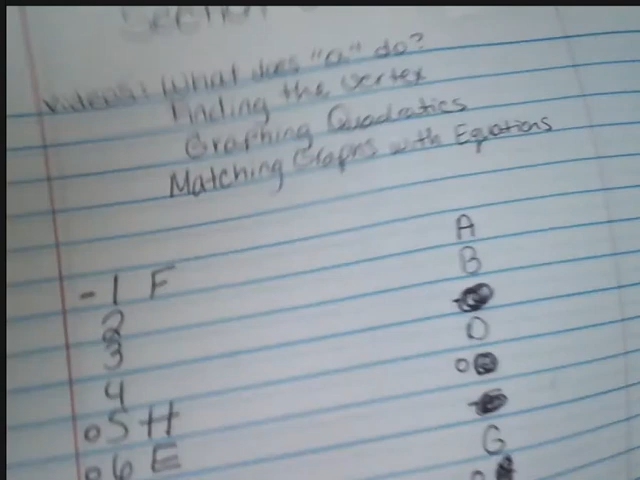 Videos: What does "a" do?
Finding the vertex
Graphing Quadratics
Matching Graphs with Equations
A
B
- 1 F
2
D
3
4
5 H
G
6 E